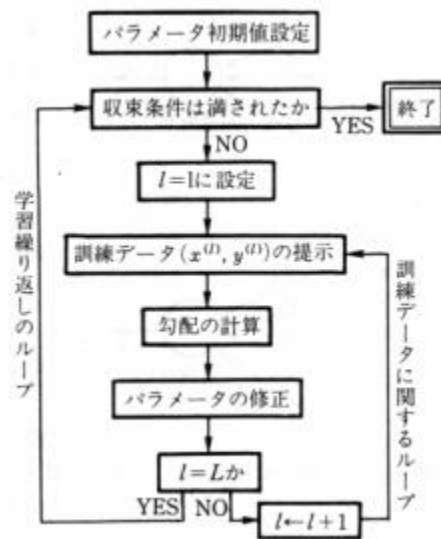 パラメータ初期値設定
収束条件は満されたか
YES
終了
NO
l=1に設定
訓練データ(x^(l), y^(l))の提示
勾配の計算
パラメータの修正
l=Lか
YES
NO
l←l+1
学習繰り返しのループ
訓練データに関するループ